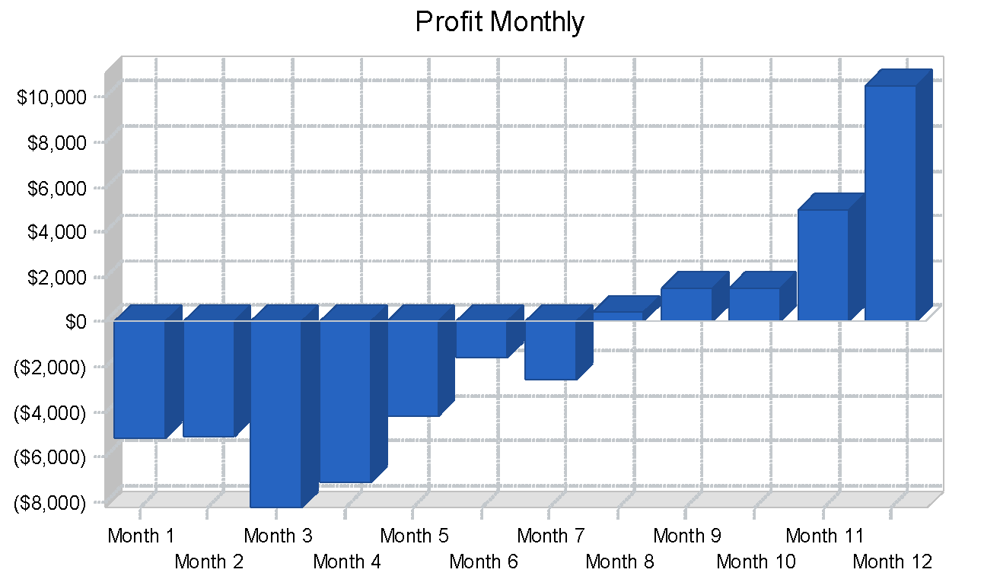 Profit Monthly
$10,000
$8,000
$6,000
$4,000
$2,000
$0
($2,000)
($4,000)
($6,000)
($8,000)
Month 1
Month 2
Month 3
Month 4
Month 5
Month 6
Month 7
Month 8
Month 9
Month 10
Month 11
Month 12